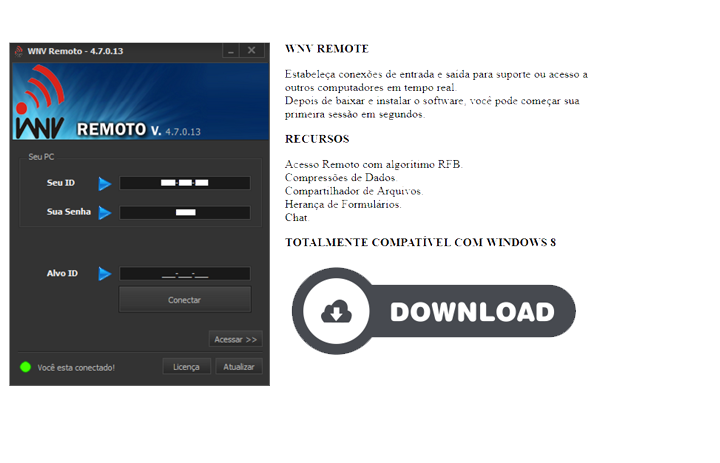 WNV Remoto - 4.7.0.13
WNV
REMOTO V. 4.7.0.13
Seu PC
Seu ID
Sua Senha
Alvo ID
___-___-___
Conectar
Acessar >>
Você esta conectado!
Licença
Atualizar
WNV REMOTE
Estabeleça conexões de entrada e saída para suporte ou acesso a
outros computadores em tempo real.
Depois de baixar e instalar o software, você pode começar sua
primeira sessão em segundos.
RECURSOS
Acesso Remoto com algoritimo RFB.
Compressões de Dados.
Compartilhador de Arquivos.
Herança de Formulários.
Chat.
TOTALMENTE COMPATÍVEL COM WINDOWS 8
DOWNLOAD